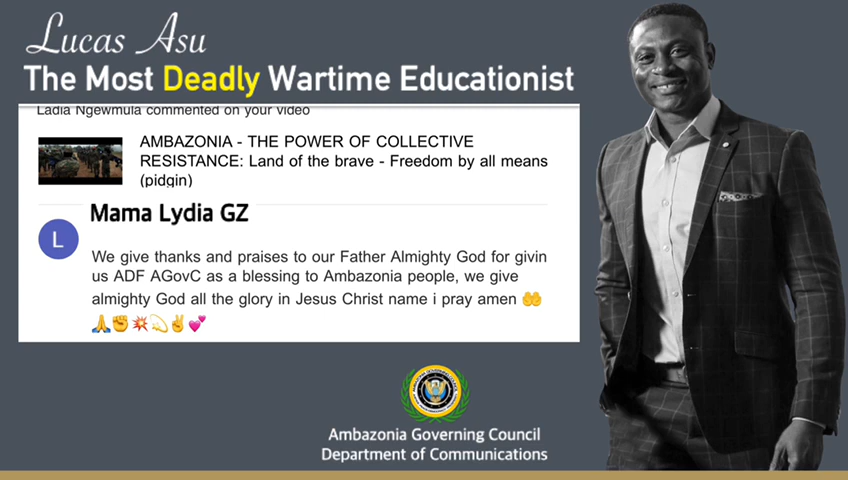 Lucas Asu
The Most Deadly Wartime Educationist
Ladia Ngewmula commented on your video
AMBAZONIA - THE POWER OF COLLECTIVE
RESISTANCE: Land of the brave - Freedom by all means
(pidgin)
Mama Lydia GZ
L
We give thanks and praises to our Father Almighty God for givin
us ADF AGovC as a blessing to Ambazonia people, we give
almighty God all the glory in Jesus Christ name i pray amen 🤲
🙏✊💥💫✌💕
Ambazonia Governing Council
Department of Communications